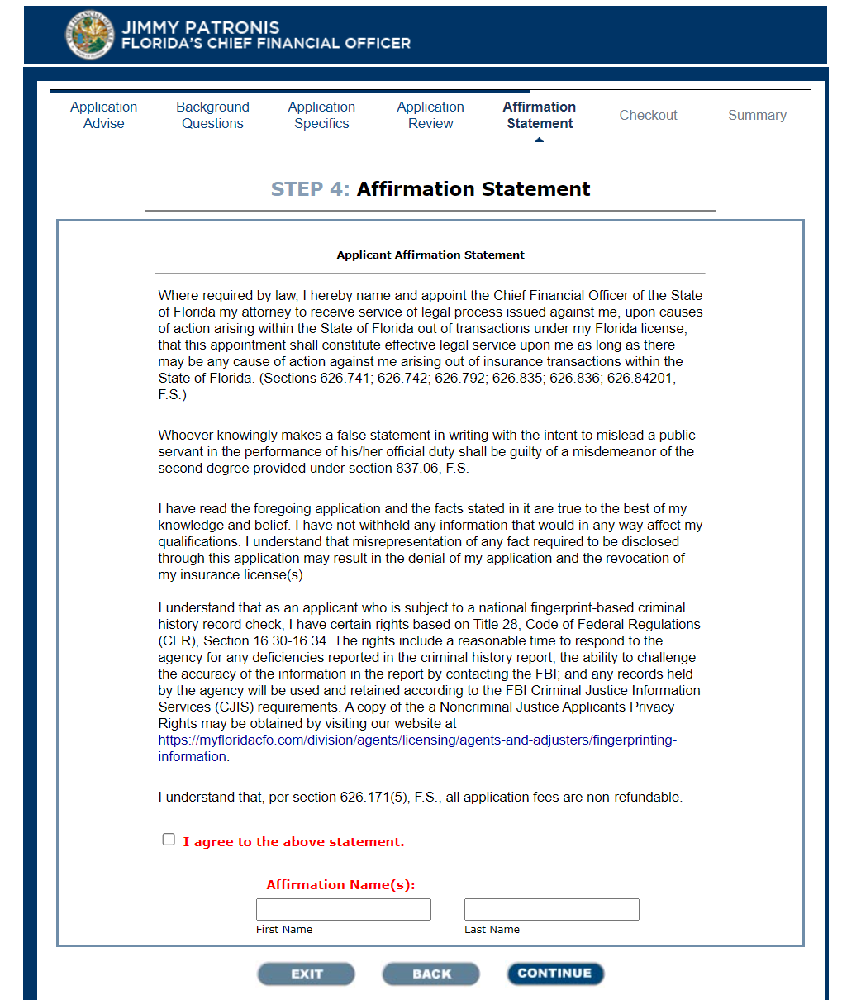 JIMMY PATRONIS
FLORIDA'S CHIEF FINANCIAL OFFICER
Application Advise
Background Questions
Application Specifics
Application Review
Affirmation Statement
Checkout
Summary
STEP 4: Affirmation Statement
Applicant Affirmation Statement
Where required by law, I hereby name and appoint the Chief Financial Officer of the State
of Florida my attorney to receive service of legal process issued against me, upon causes
of action arising within the State of Florida out of transactions under my Florida license;
that this appointment shall constitute effective legal service upon me as long as there
may be any cause of action against me arising out of insurance transactions within the
State of Florida. (Sections 626.741; 626.742; 626.792; 626.835; 626.836; 626.84201,
F.S.)
Whoever knowingly makes a false statement in writing with the intent to mislead a public
servant in the performance of his/her official duty shall be guilty of a misdemeanor of the
second degree provided under section 837.06, F.S.
I have read the foregoing application and the facts stated in it are true to the best of my
knowledge and belief. I have not withheld any information that would in any way affect my
qualifications. I understand that misrepresentation of any fact required to be disclosed
through this application may result in the denial of my application and the revocation of
my insurance license(s).
I understand that as an applicant who is subject to a national fingerprint-based criminal
history record check, I have certain rights based on Title 28, Code of Federal Regulations
(CFR), Section 16.30-16.34. The rights include a reasonable time to respond to the
agency for any deficiencies reported in the criminal history report; the ability to challenge
the accuracy of the information in the report by contacting the FBI; and any records held
by the agency will be used and retained according to the FBI Criminal Justice Information
Services (CJIS) requirements. A copy of the a Noncriminal Justice Applicants Privacy
Rights may be obtained by visiting our website at
https://myfloridacfo.com/division/agents/licensing/agents-and-adjusters/fingerprinting-
information.
I understand that, per section 626.171(5), F.S., all application fees are non-refundable.
I agree to the above statement.
Affirmation Name(s):
First Name
Last Name
EXIT
BACK
CONTINUE